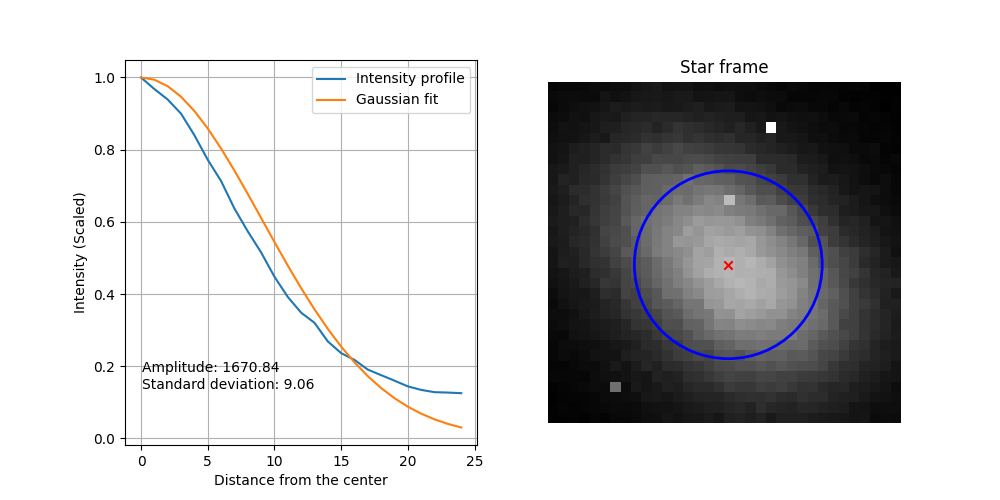 Star frame
Intensity profile
Gaussian fit
Intensity (Scaled)
1.0
0.8
0.6
0.4
0.2
0.0
Amplitude: 1670.84
Standard deviation: 9.06
0 5 10 15 20 25
Distance from the center